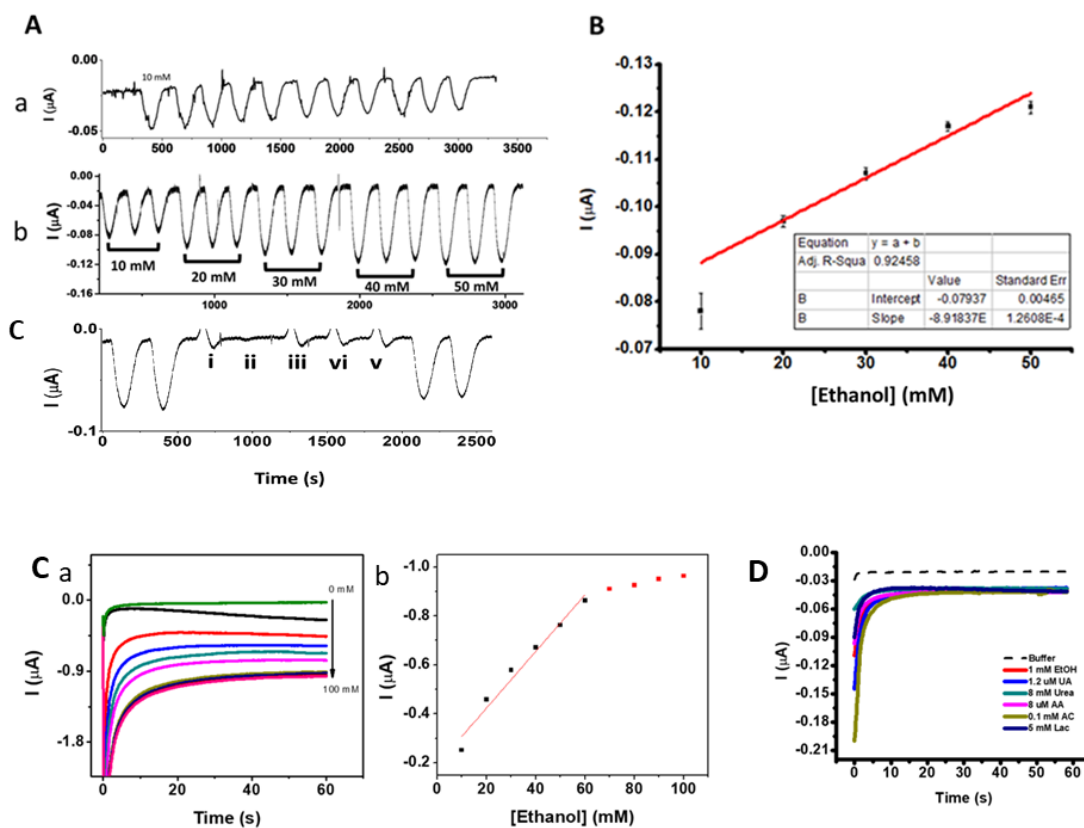 A
a
I (µA)
0.00
-0.05
10 mM
0 500 1000 1500 2000 2500 3000 3500
b
I (µA)
0.00
-0.04
-0.08
-0.12
-0.16
10 mM
20 mM
30 mM
40 mM
50 mM
1000 2000 3000
C
I (µA)
0.0
-0.1
i ii iii vi v
0 500 1000 1500 2000 2500
Time (s)
B
I (µA)
-0.13
-0.12
-0.11
-0.10
-0.09
-0.08
-0.07
Equation y = a + b
Adj. R-Squa 0.92458
Value Standard Err
B Intercept -0.07937 0.00465
B Slope -8.91837E 1.2608E-4
10 20 30 40 50
[Ethanol] (mM)
C a
I (µA)
0.0
-0.9
-1.8
0 mM
100 mM
0 20 40 60
Time (s)
b
I (µA)
-1.0
-0.8
-0.6
-0.4
-0.2
0 20 40 60 80 100
[Ethanol] (mM)
D
I (µA)
0.00
-0.03
-0.06
-0.09
-0.12
-0.15
-0.18
-0.21
Buffer
1 mM EtOH
1.2 uM UA
8 mM Urea
8 uM AA
0.1 mM AC
5 mM Lac
0 10 20 30 40 50 60
Time (s)